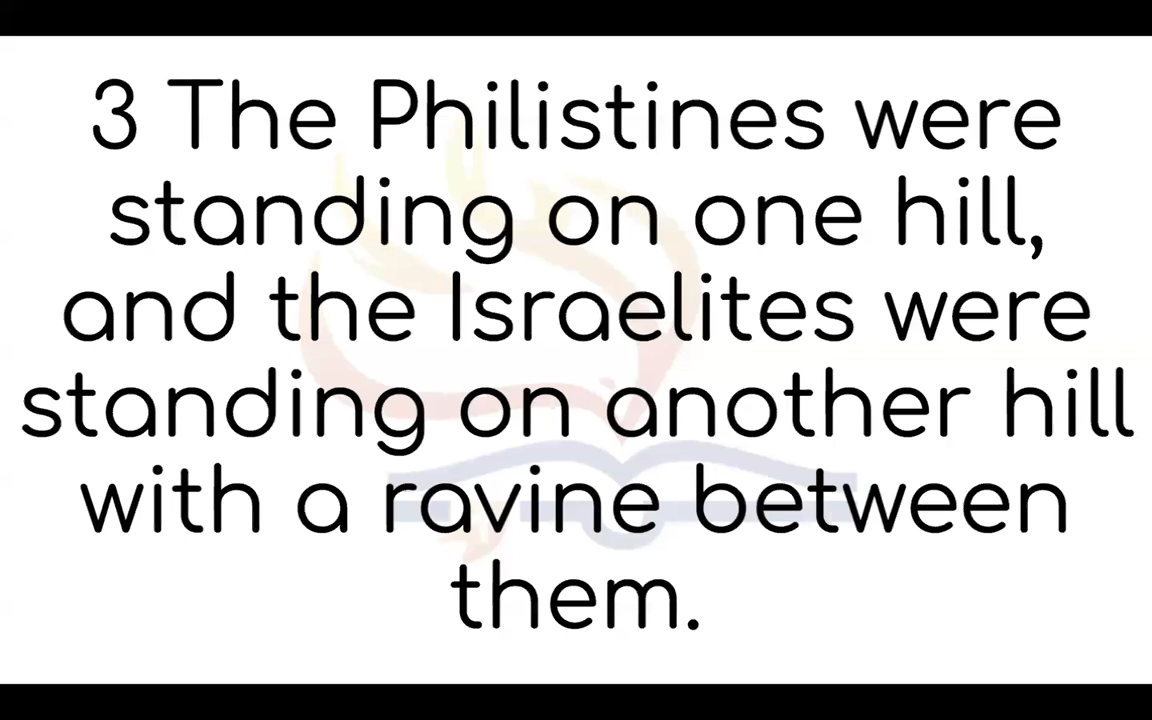 3 The Philistines were
standing on one hill,
and the Israelites were
standing on another hill
with a ravine between
them.